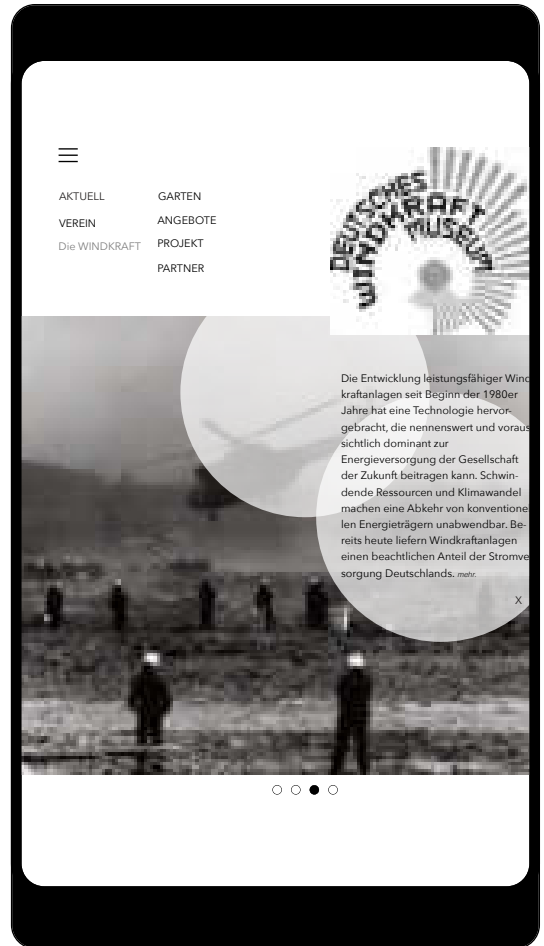 AKTUELL
VEREIN
Die WINDKRAFT
GARTEN
ANGEBOTE
PROJEKT
PARTNER
DEUTSCHES
WINDKRAFT
MUSEUM
Die Entwicklung leistungsfähiger Wind
kraftanlagen seit Beginn der 1980er
Jahre hat eine Technologie hervor-
gebracht, die nennenswert und voraus
sichtlich dominant zur
Energieversorgung der Gesellschaft
der Zukunft beitragen kann. Schwin-
dende Ressourcen und Klimawandel
machen eine Abkehr von konventione
len Energieträgern unabwendbar. Be-
reits heute liefern Windkraftanlagen
einen beachtlichen Anteil der Stromve
sorgung Deutschlands. mehr.
X